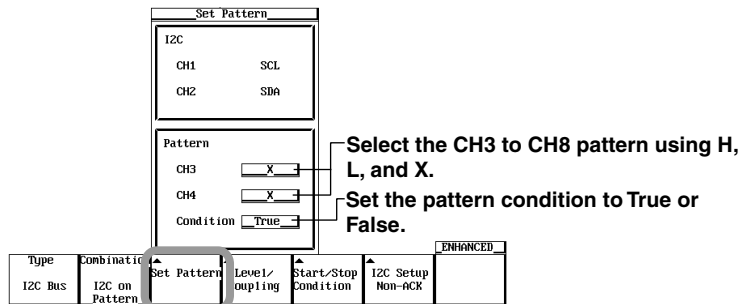 Set Pattern
I2C
CH1 SCL
CH2 SDA
Pattern
CH3 X
CH4 X
Condition True
Select the CH3 to CH8 pattern using H,
L, and X.
Set the pattern condition to True or
False.
ENHANCED
Type
I2C Bus
Combinatio
I2C on
Pattern
Set Pattern
Level/
oupling
Start/Stop
Condition
I2C Setup
Non-ACK